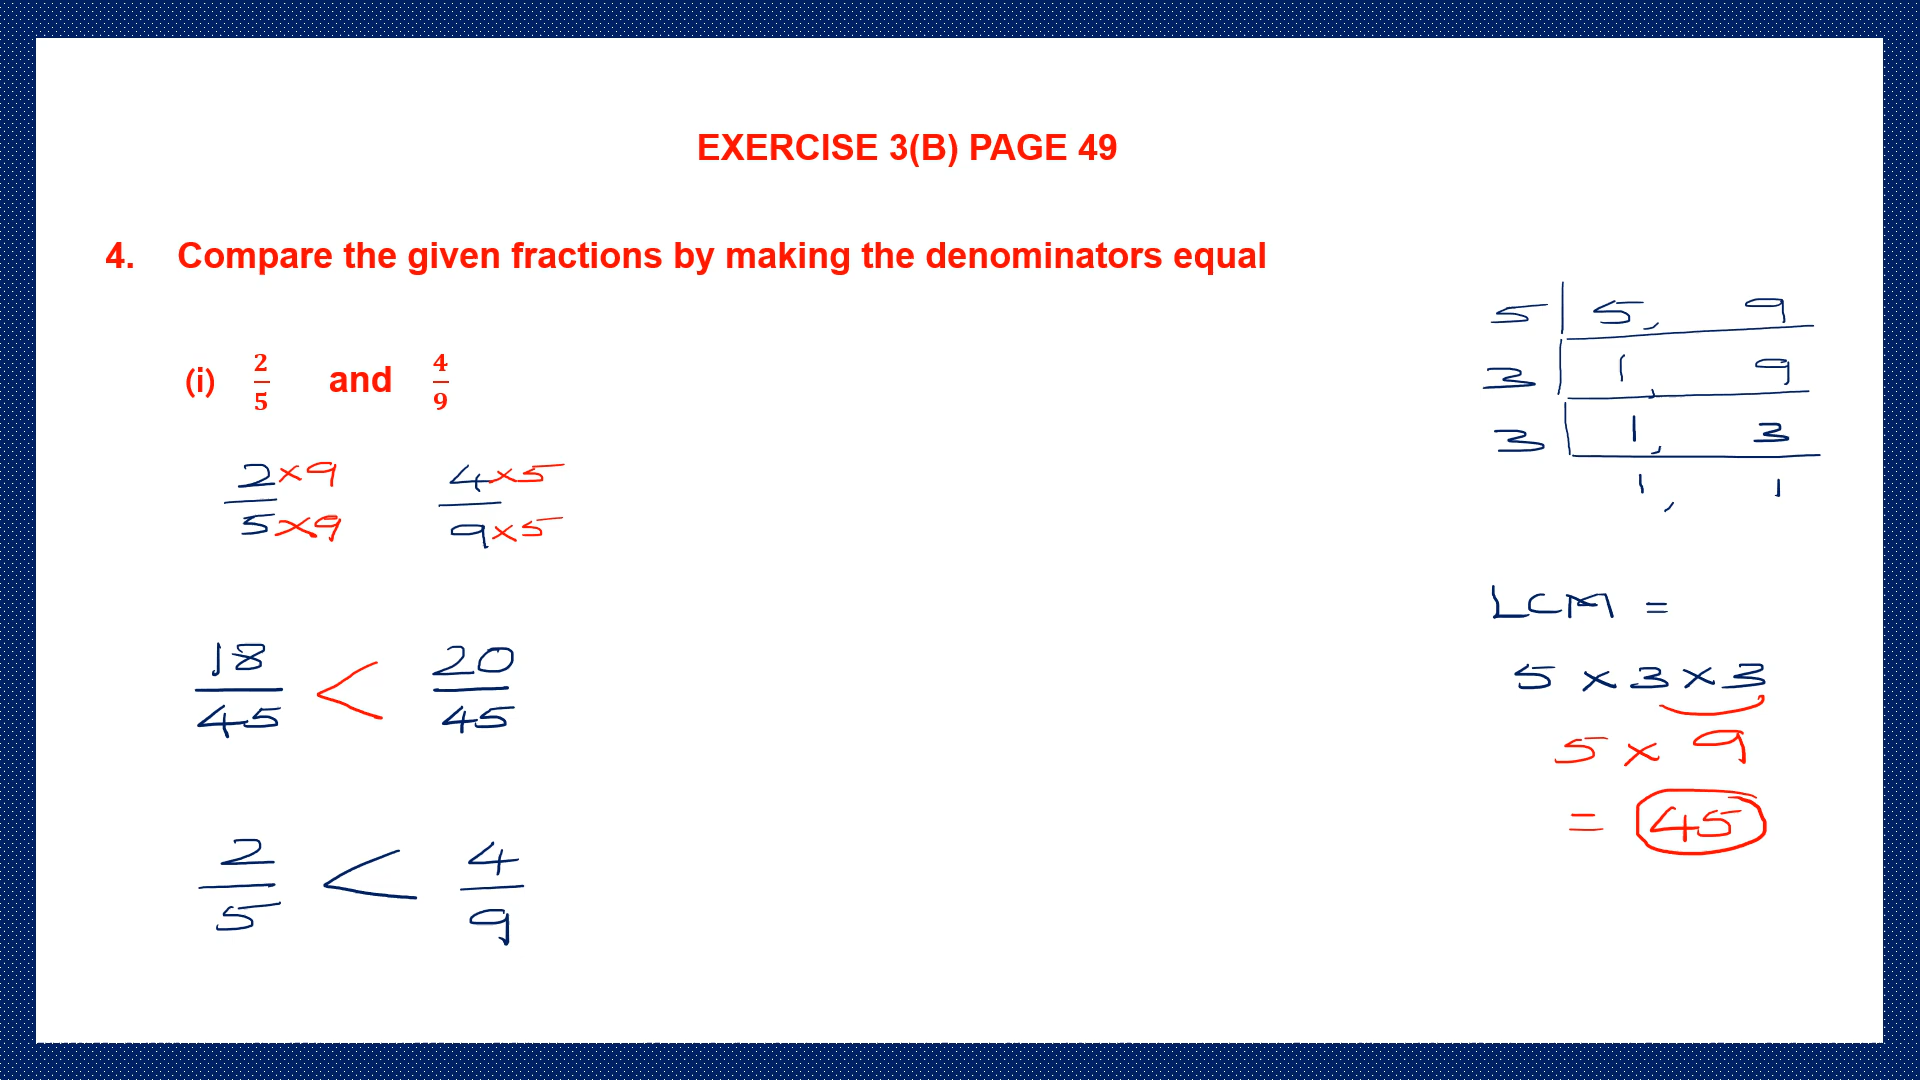 EXERCISE 3(B) PAGE 49
4. Compare the given fractions by making the denominators equal
(i) 2/5 and 4/9
2×9 4×5
5×9 9×5
18/45 < 20/45
2/5 < 4/9
5 | 5, 9
3 | 1, 9
3 | 1, 3
1, 1
LCM =
5 × 3 × 3
5 × 9
= 45